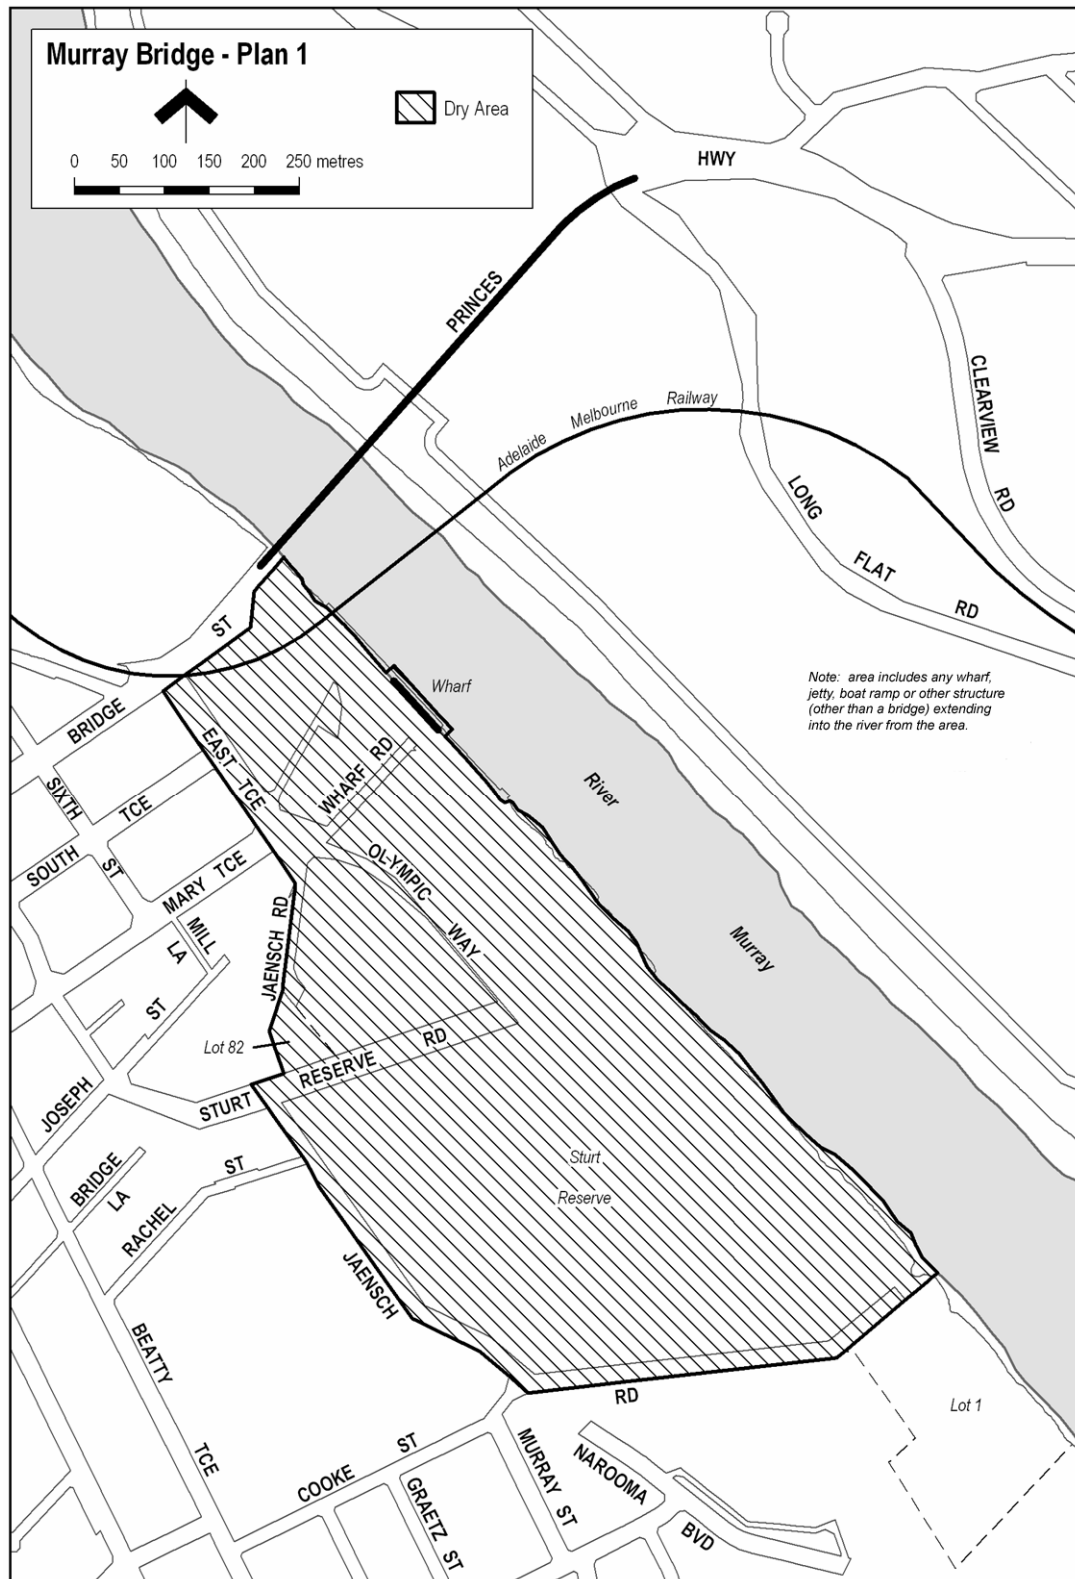 Murray Bridge - Plan 1
Dry Area
0 50 100 150 200 250 metres
HWY
PRINCES
CLEARVIEW
RD
Adelaide Melbourne Railway
LONG
FLAT
RD
ST
BRIDGE
Note: area includes any wharf,
jetty, boat ramp or other structure
(other than a bridge) extending
into the river from the area.
Wharf
EAST TCE
WHARF RD
SIXTH
ST
SOUTH TCE
MARY TCE
OLYMPIC
WAY
River
Murray
MILL
LA
JAENSCH RD
Lot 82
JOSEPH ST
STURT RESERVE RD
BRIDGE
LA
RACHEL ST
Sturt
Reserve
JAENSCH
RD
BEATTY
TCE
COOKE ST
GRAETZ ST
MURRAY ST
NAROOMA
BVD
Lot 1